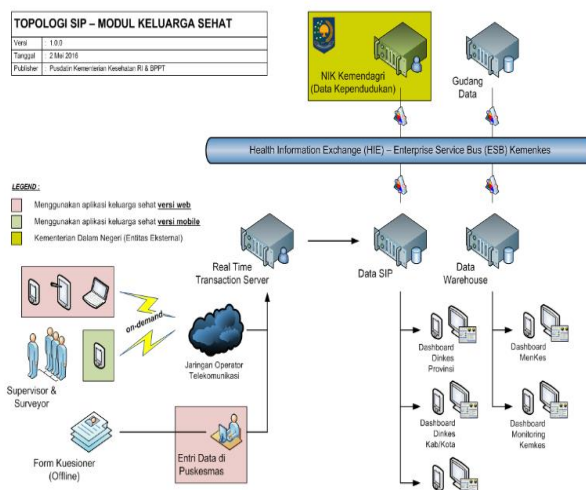 TOPOLOGI SIP – MODUL KELUARGA SEHAT
Versi : 1.0.0
Tanggal : 2 Mei 2016
Publisher : Pusdatin Kementerian Kesehatan RI & BPPT
NIK Kemendagri
(Data Kependudukan)
Gudang
Data
Health Information Exchange (HIE) – Enterprise Service Bus (ESB) Kemenkes
LEGEND :
Menggunakan aplikasi keluarga sehat versi web
Menggunakan aplikasi keluarga sehat versi mobile
Kementerian Dalam Negeri (Entitas Eksternal)
Real Time
Transaction Server
Data SIP
Data
Warehouse
on-demand
Jaringan Operator
Telekomunikasi
Supervisor &
Surveyor
Dashboard
Dinkes
Provinsi
Dashboard
MenKes
Dashboard
Dinkes
Kab/Kota
Dashboard
Monitoring
Kemkes
Form Kuesioner
(Offline)
Entri Data di
Puskesmas